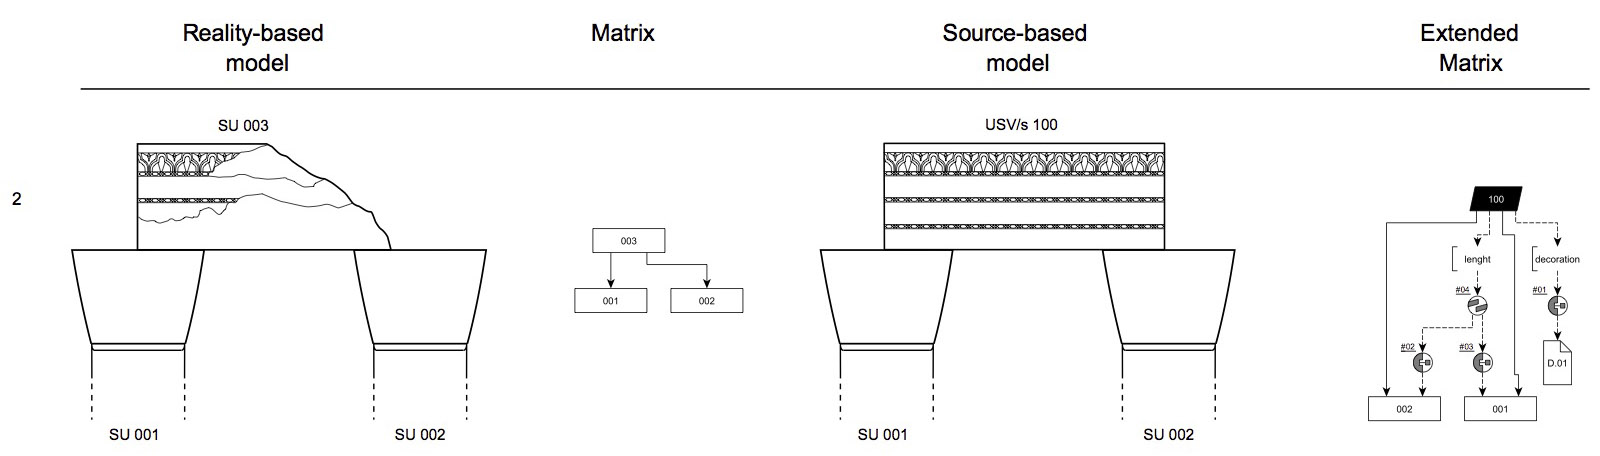 Reality-based
model
Matrix
Source-based
model
Extended
Matrix
2
SU 003
SU 001
SU 002
003
001
002
USV/s 100
SU 001
SU 002
100
lenght
decoration
#04
#01
#02
#03
D.01
002
001